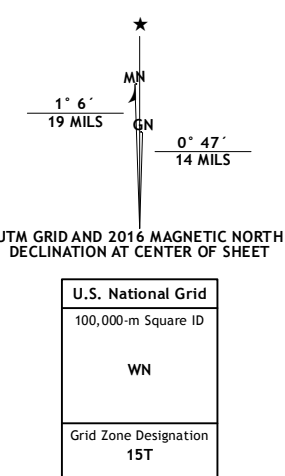 ★
MN
1° 6´
19 MILS
GN
0° 47´
14 MILS
UTM GRID AND 2016 MAGNETIC NORTH
DECLINATION AT CENTER OF SHEET
U.S. National Grid
100,000-m Square ID
WN
Grid Zone Designation
15T